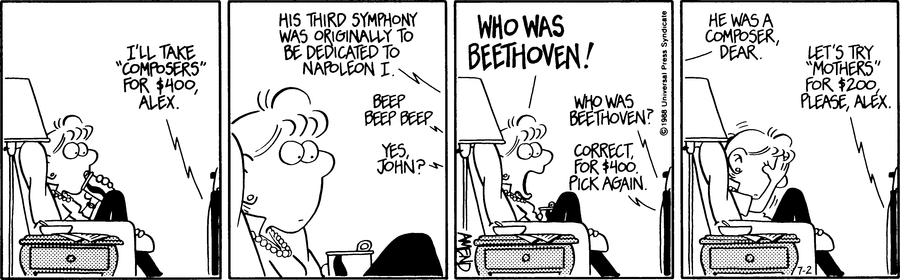 I'LL TAKE
"COMPOSERS"
FOR $400,
ALEX.
HIS THIRD SYMPHONY
WAS ORIGINALLY TO
BE DEDICATED TO
NAPOLEON I.
BEEP
BEEP BEEP
YES,
JOHN?
WHO WAS
BEETHOVEN!
WHO WAS
BEETHOVEN?
CORRECT,
FOR $400.
PICK AGAIN.
© 1988 Universal Press Syndicate
HE WAS A
COMPOSER,
DEAR.
LET'S TRY
"MOTHERS"
FOR $200,
PLEASE, ALEX.
7-2